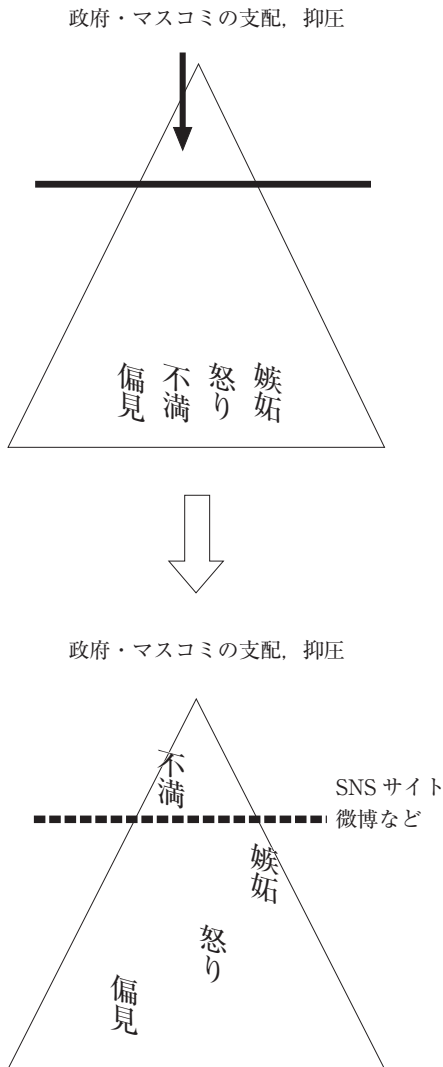 政府・マスコミの支配，抑圧
嫉妬
怒り
不満
偏見
政府・マスコミの支配，抑圧
不満
SNS サイト
微博など
嫉妬
怒り
偏見